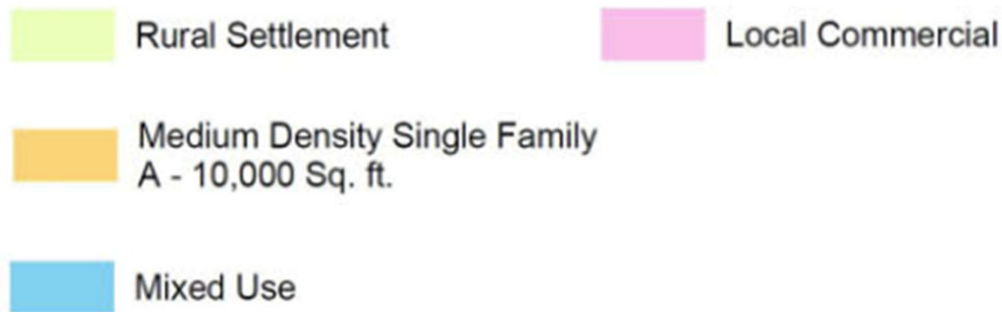 Rural Settlement
Local Commercial
Medium Density Single Family
A - 10,000 Sq. ft.
Mixed Use